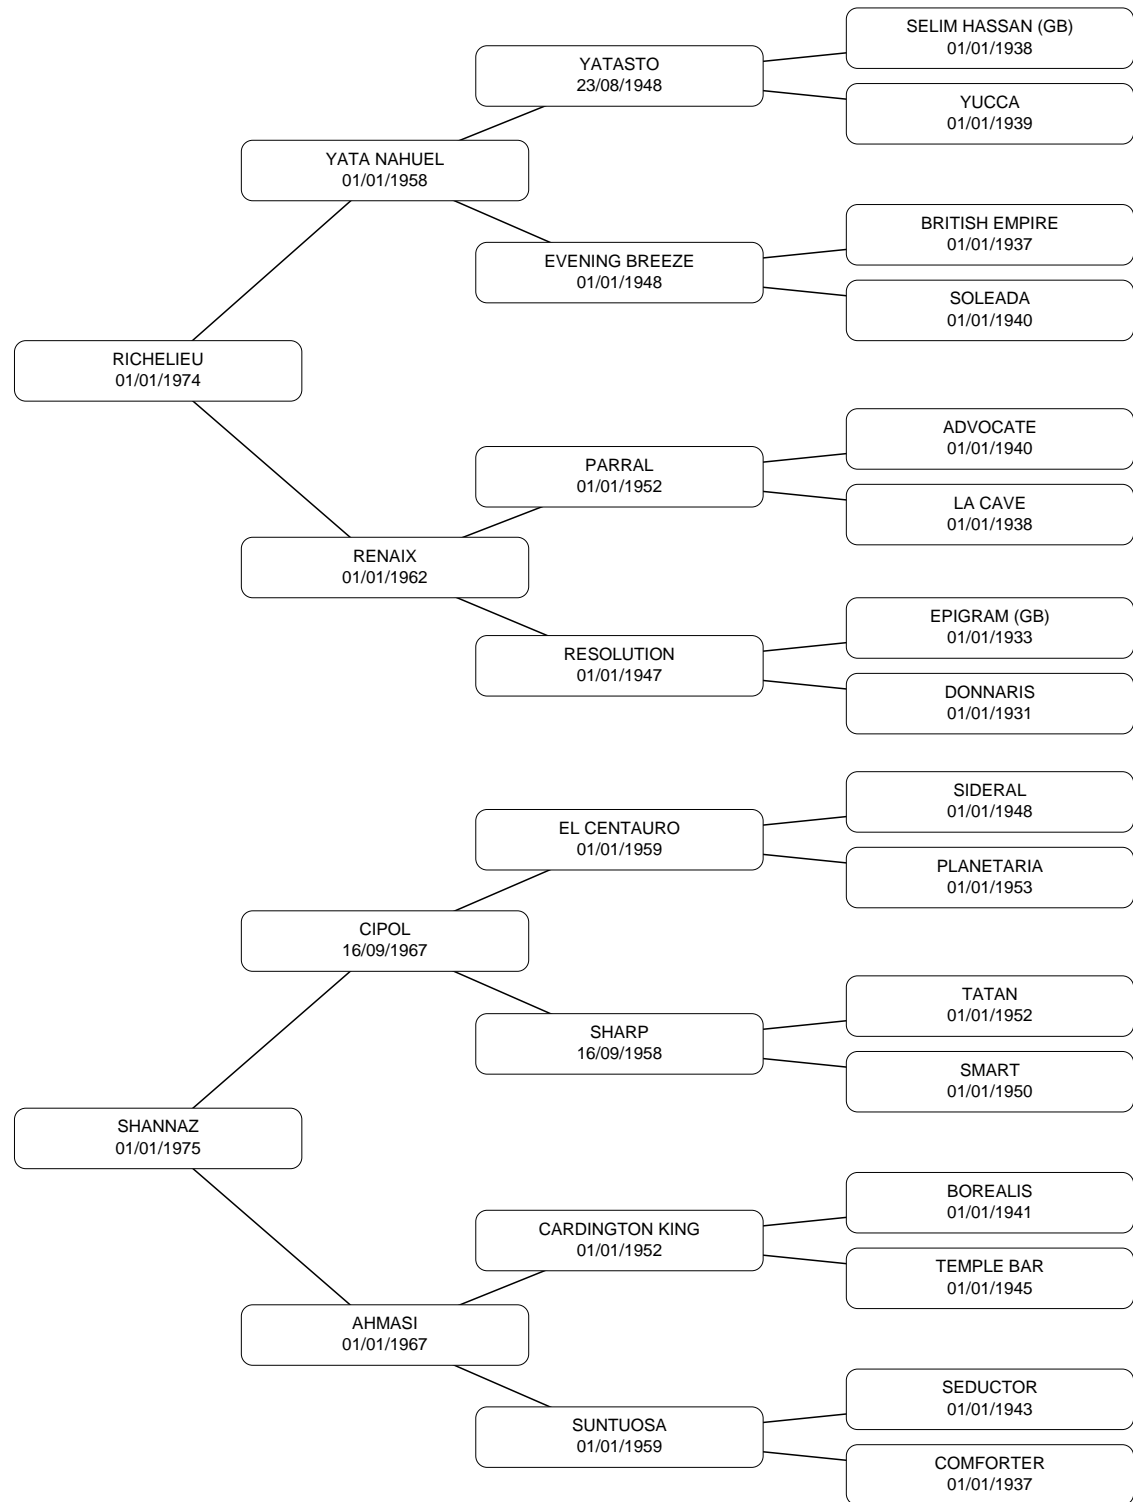 SELIM HASSAN (GB)
01/01/1938
YATASTO
23/08/1948
YUCCA
01/01/1939
YATA NAHUEL
01/01/1958
BRITISH EMPIRE
01/01/1937
EVENING BREEZE
01/01/1948
SOLEADA
01/01/1940
RICHELIEU
01/01/1974
ADVOCATE
01/01/1940
PARRAL
01/01/1952
LA CAVE
01/01/1938
RENAIX
01/01/1962
EPIGRAM (GB)
01/01/1933
RESOLUTION
01/01/1947
DONNARIS
01/01/1931
SIDERAL
01/01/1948
EL CENTAURO
01/01/1959
PLANETARIA
01/01/1953
CIPOL
16/09/1967
TATAN
01/01/1952
SHARP
16/09/1958
SMART
01/01/1950
SHANNAZ
01/01/1975
BOREALIS
01/01/1941
CARDINGTON KING
01/01/1952
TEMPLE BAR
01/01/1945
AHMASI
01/01/1967
SEDUCTOR
01/01/1943
SUNTUOSA
01/01/1959
COMFORTER
01/01/1937